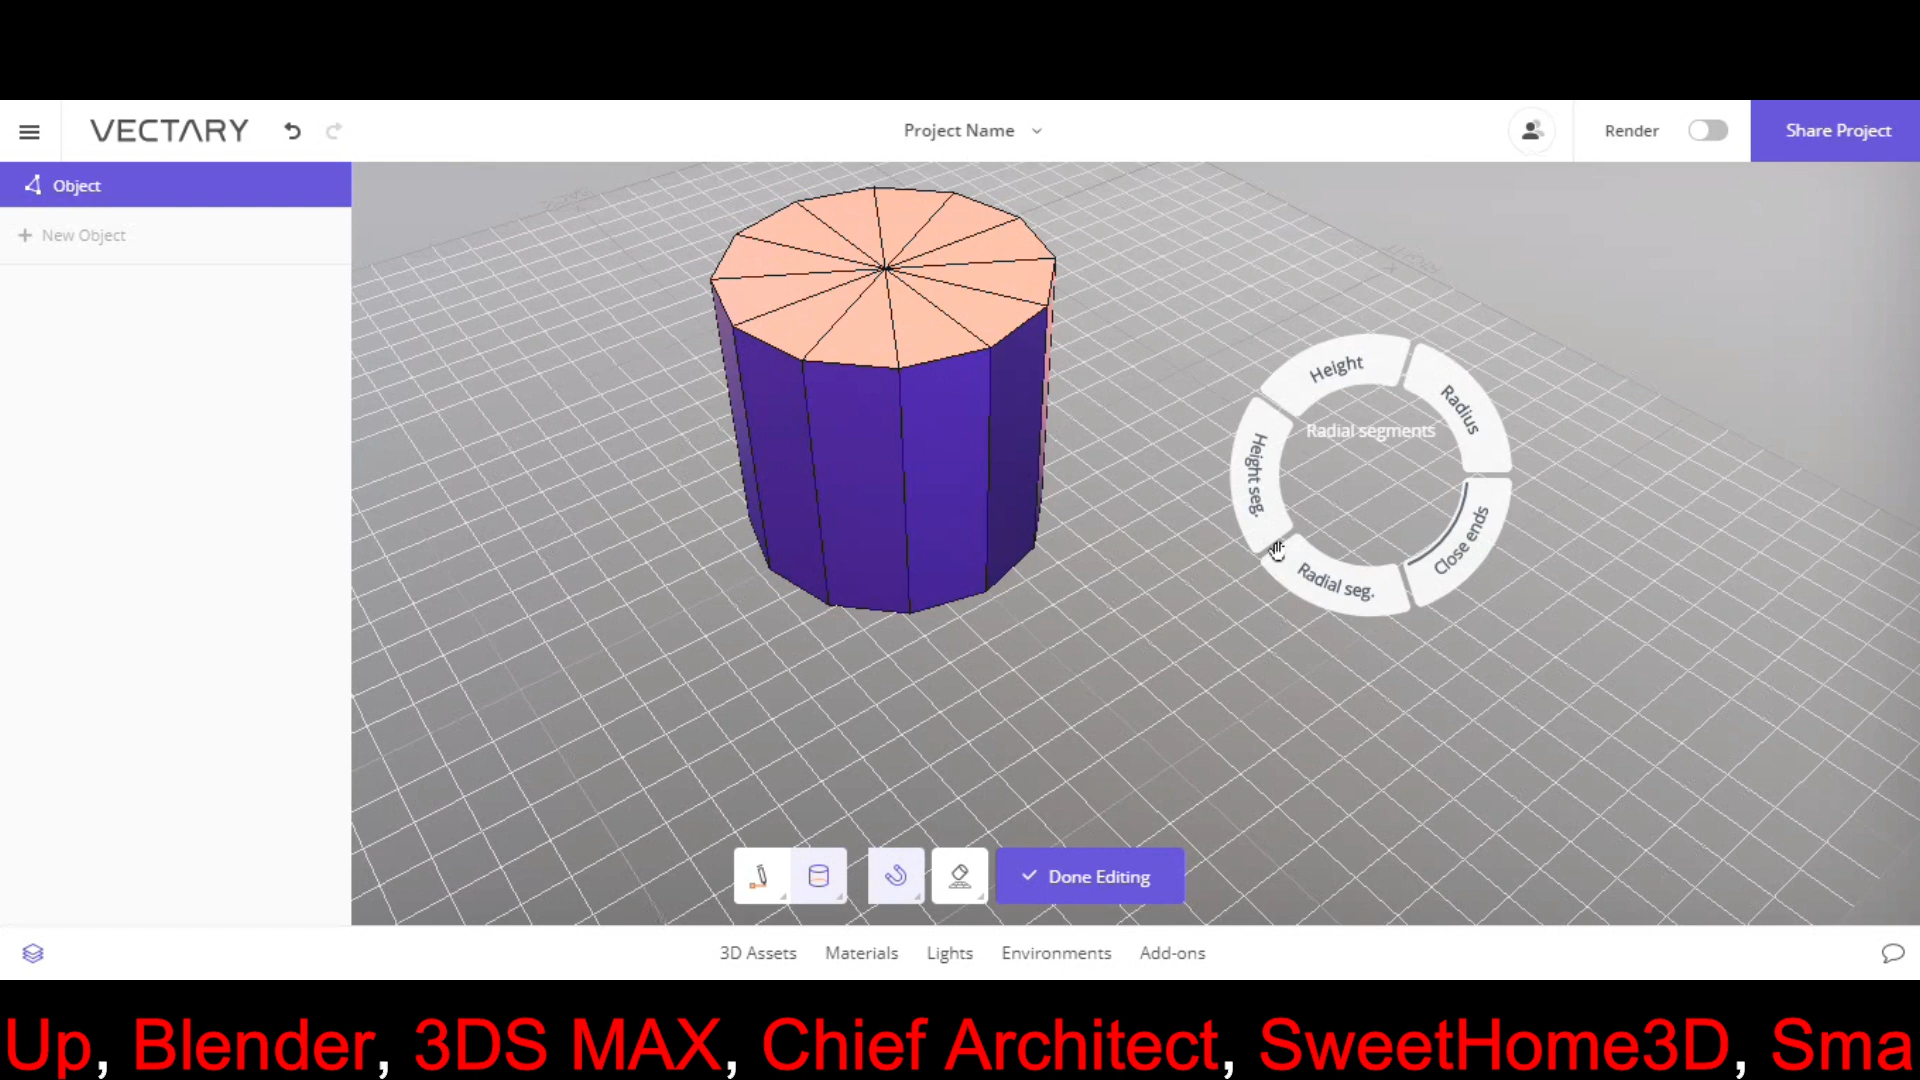 VECTARY
Project Name
Render
Share Project
Object
+ New Object
Height
Radius
Radial segments
Height seg.
Close ends
Radial seg.
Done Editing
3D Assets
Materials
Lights
Environments
Add-ons
Up, Blender, 3DS MAX, Chief Architect, SweetHome3D, Sma